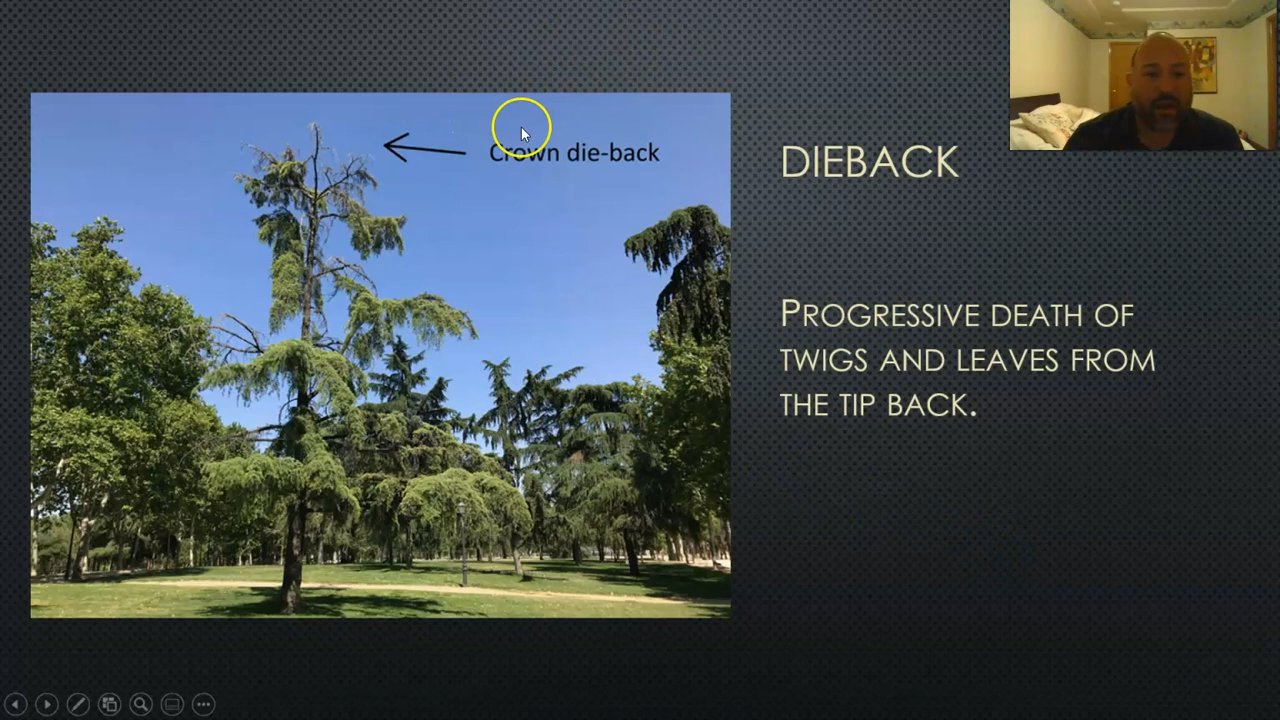 Crown die-back
DIEBACK
PROGRESSIVE DEATH OF
TWIGS AND LEAVES FROM
THE TIP BACK.